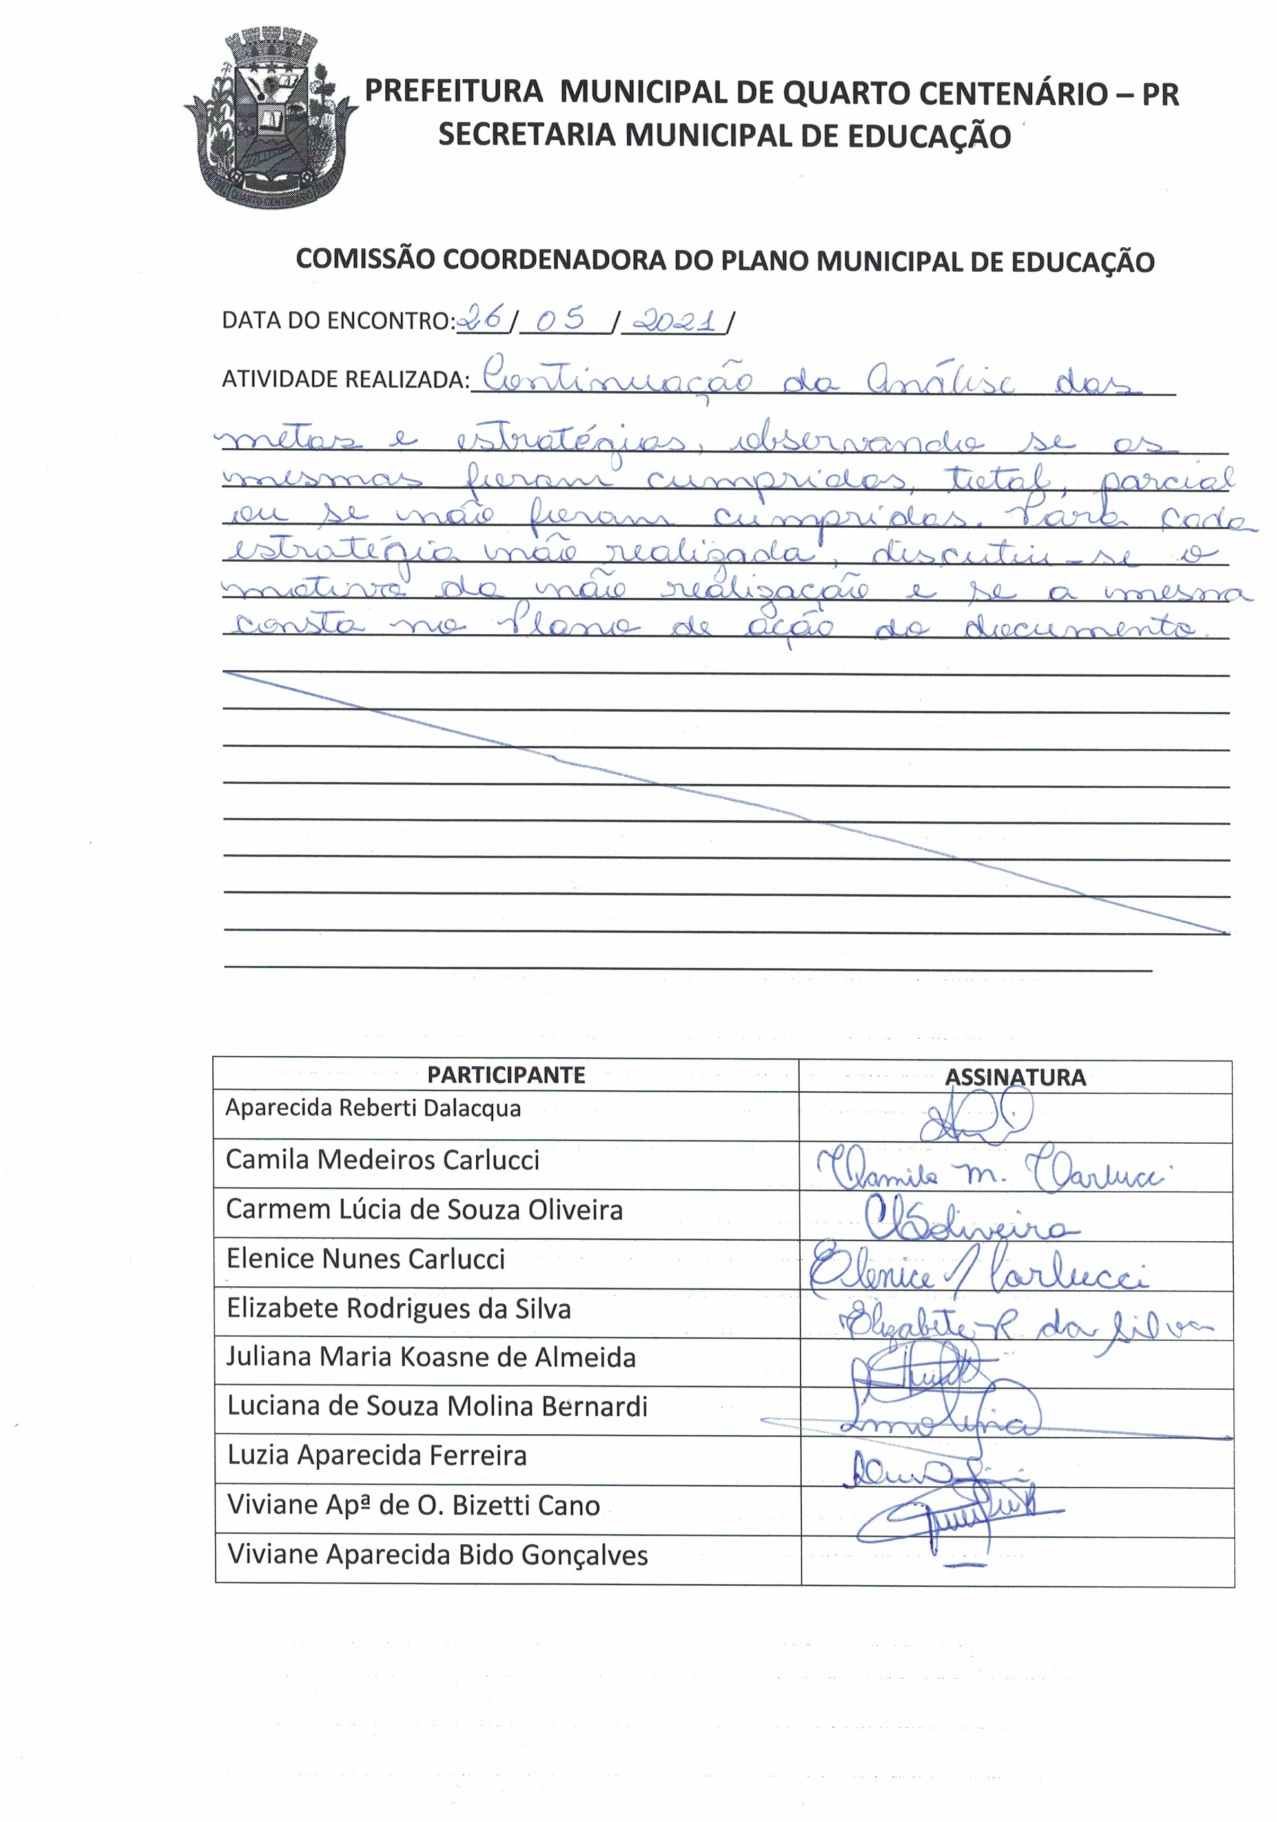 PREFEITURA MUNICIPAL DE QUARTO CENTENÁRIO – PR
SECRETARIA MUNICIPAL DE EDUCAÇÃO
QUARTO CENTENÁRIO
COMISSÃO COORDENADORA DO PLANO MUNICIPAL DE EDUCAÇÃO
DATA DO ENCONTRO: 26 / 05 / 2021 /
ATIVIDADE REALIZADA: Continuação da Análise das
metas e estratégias, observando se as
mesmas foram cumpridas, total, parcial
ou se não foram cumpridas. Para cada
estratégia não realizada, discutiu-se o
motivo da não realização e se a mesma
consta no Plano de ação do documento.
PARTICIPANTE ASSINATURA
Aparecida Reberti Dalacqua
Camila Medeiros Carlucci Camila M. Carlucci
Carmem Lúcia de Souza Oliveira CLSOliveira
Elenice Nunes Carlucci Elenice N Carlucci
Elizabete Rodrigues da Silva Elizabete R da Silva
Juliana Maria Koasne de Almeida
Luciana de Souza Molina Bernardi Lmolina
Luzia Aparecida Ferreira
Viviane Apª de O. Bizetti Cano
Viviane Aparecida Bido Gonçalves —